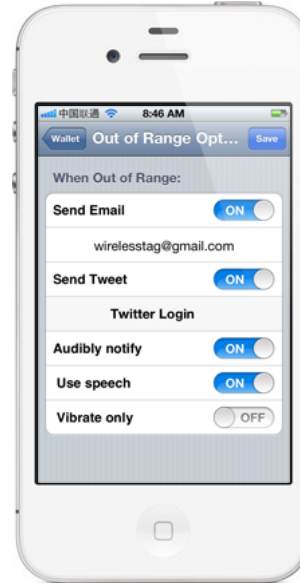 中国联通 8:46 AM
Wallet Out of Range Opt... Save
When Out of Range:
Send Email ON
wirelesstag@gmail.com
Send Tweet ON
Twitter Login
Audibly notify ON
Use speech ON
Vibrate only OFF